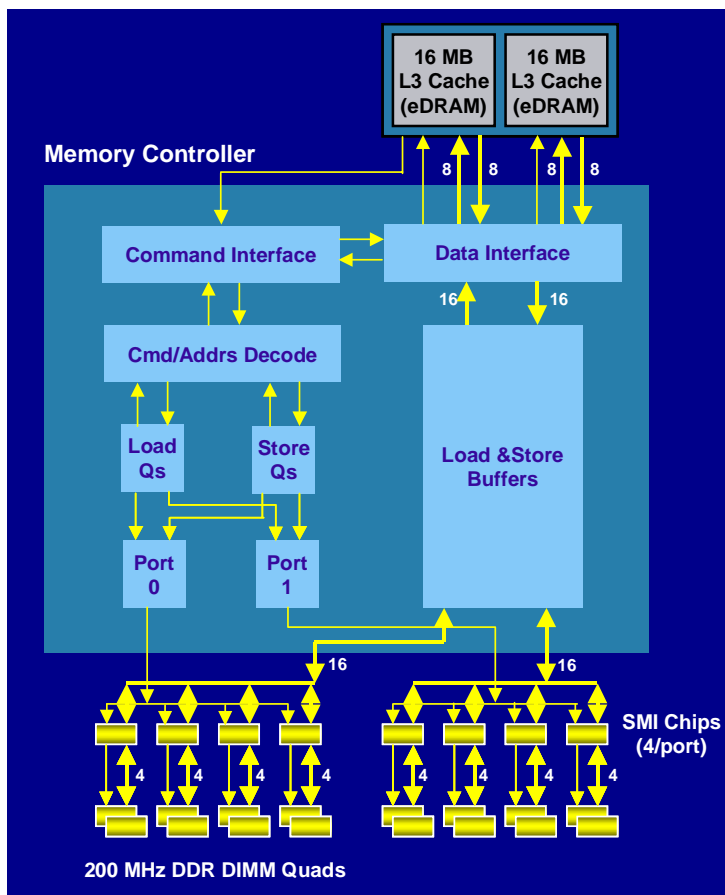 16 MB
L3 Cache
(eDRAM)
16 MB
L3 Cache
(eDRAM)
Memory Controller
8
8
8
8
Command Interface
Data Interface
16
16
Cmd/Addrs Decode
Load
Qs
Store
Qs
Load &Store
Buffers
Port
0
Port
1
16
16
SMI Chips
(4/port)
4
4
4
4
4
4
4
4
200 MHz DDR DIMM Quads